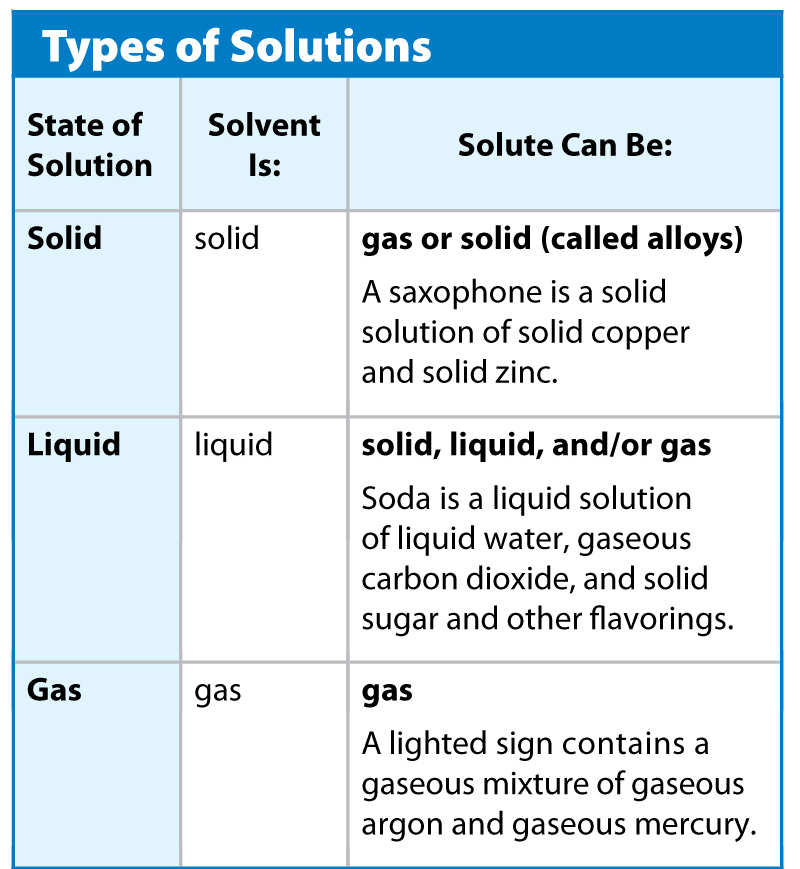 Types of Solutions
State of
Solution
Solvent
Is:
Solute Can Be:
Solid
solid
gas or solid (called alloys)
A saxophone is a solid
solution of solid copper
and solid zinc.
Liquid
liquid
solid, liquid, and/or gas
Soda is a liquid solution
of liquid water, gaseous
carbon dioxide, and solid
sugar and other flavorings.
Gas
gas
gas
A lighted sign contains a
gaseous mixture of gaseous
argon and gaseous mercury.